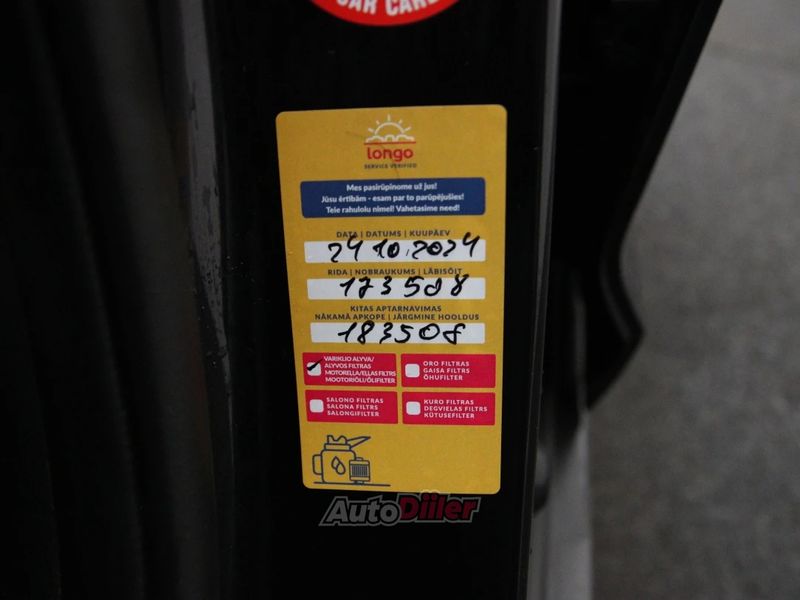 CAR CARE
longo
SERVICE VERIFIED
Mes pasirūpinome už jus!
Jūsu ērtībām - esam par to parūpējušies!
Teie rahulolu nimel! Vahetasime need!
DATA | DATUMS | KUUPÄEV
24 10.2024
RIDA | NOBRAUKUMS | LÄBISÕIT
173508
KITAS APTARNAVIMAS
NĀKAMĀ APKOPE | JÄRGMINE HOOLDUS
183508
VARIKLIO ALYVA/
ALYVOS FILTRAS
MOTOREĻĻA/EĻĻAS FILTRS
MOOTORIÕLI/ÕLIFILTER
ORO FILTRAS
GAISA FILTRS
ÕHUFILTER
SALONO FILTRAS
SALONA FILTRS
SALONGIFILTER
KURO FILTRAS
DEGVIELAS FILTRS
KÜTUSEFILTER
AutoDiiler